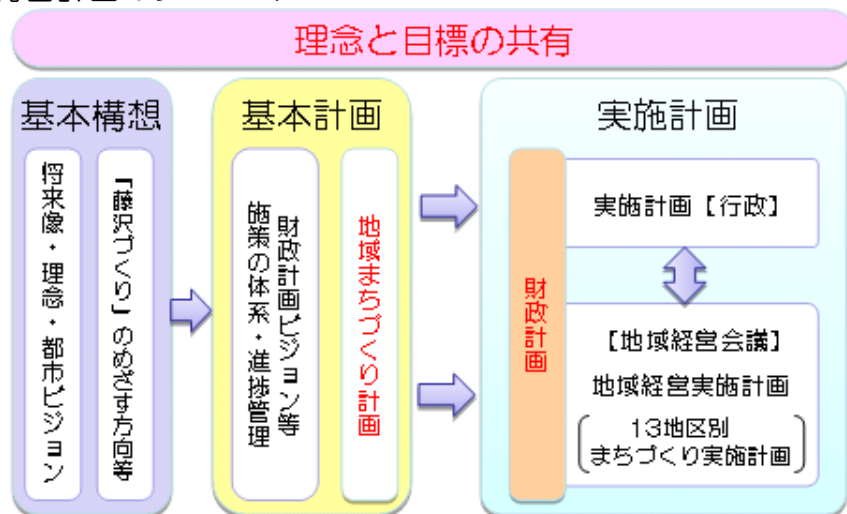 理念と目標の共有
基本構想
将来像・理念・都市ビジョン
「藤沢づくり」のめざす方向等
基本計画
財政計画ビジョン等
施策の体系・進捗管理
地域まちづくり計画
実施計画
財政計画
実施計画【行政】
【地域経営会議】
地域経営実施計画
13地区別
まちづくり実施計画